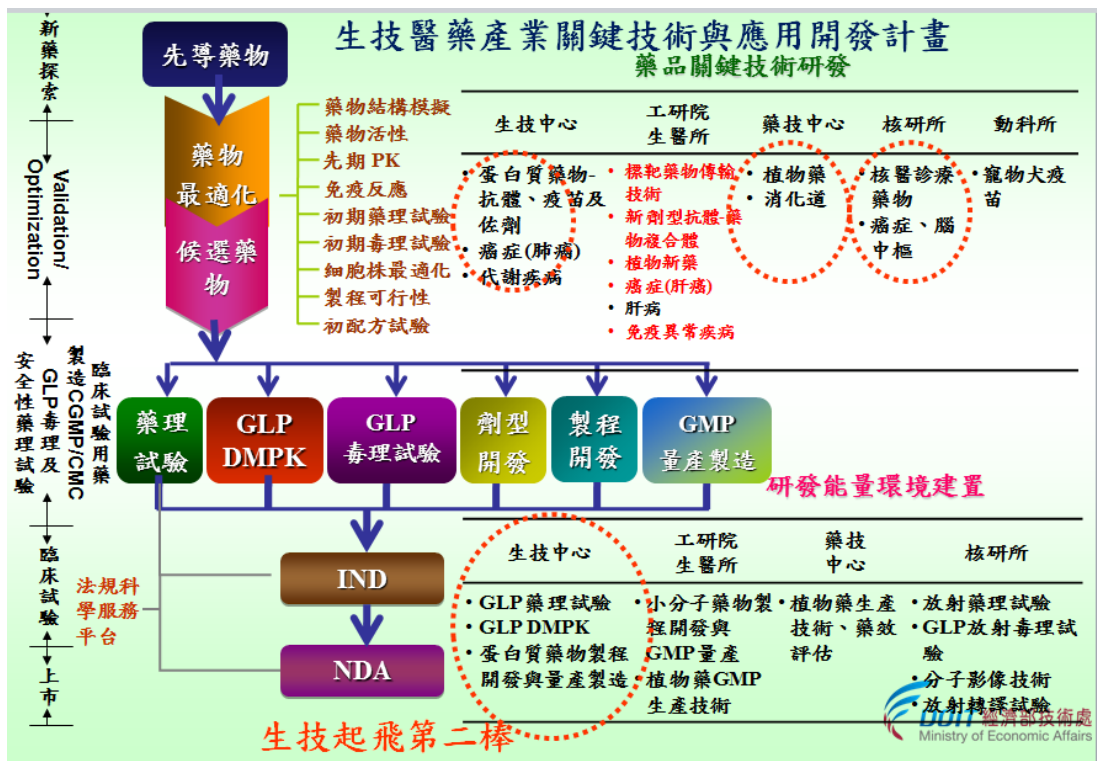 生技醫藥產業關鍵技術與應用開發計畫
藥品關鍵技術研發
新藥探索
Validation/
Optimization
安全性藥理試驗
GLP毒理及
製造CGMP/CMC
臨床試驗用藥
臨床試驗
上市
先導藥物
藥物
最適化
候選藥
物
藥物結構模擬
藥物活性
先期 PK
免疫反應
初期藥理試驗
初期毒理試驗
細胞株最適化
製程可行性
初配方試驗
生技中心
工研院
生醫所
藥技中心
核研所
動科所
• 蛋白質藥物-
抗體、疫苗及
佐劑
• 癌症(肺癌)
• 代謝疾病
• 標靶藥物傳輸
技術
• 新劑型抗體-藥
物複合體
• 植物新藥
• 癌症(肝癌)
• 肝病
• 免疫異常疾病
• 植物藥
• 消化道
• 核醫診療
藥物
• 癌症、腦
中樞
• 寵物犬疫
苗
藥理
試驗
GLP
DMPK
GLP
毒理試驗
劑型
開發
製程
開發
GMP
量產製造
研發能量環境建置
IND
NDA
法規科
學服務
平台
生技中心
工研院
生醫所
藥技
中心
核研所
• GLP藥理試驗
• GLP DMPK
• 蛋白質藥物製程
開發與量產製造
• 小分子藥物製
程開發與
GMP量產
• 植物藥GMP
生產技術
• 植物藥生產
技術、藥效
評估
• 放射藥理試驗
• GLP放射毒理試
驗
• 分子影像技術
• 放射轉譯試驗
生技起飛第二棒
DOIT 經濟部技術處
Ministry of Economic Affairs